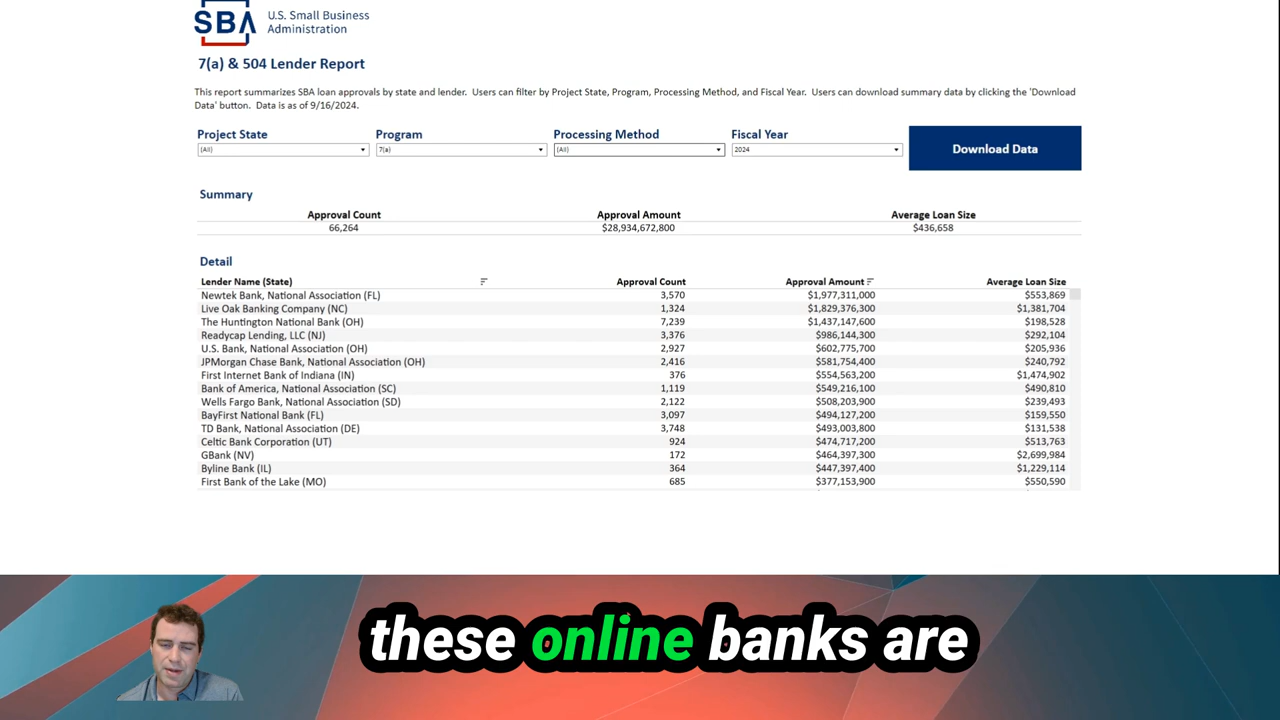 SBA
U.S. Small Business
Administration
7(a) & 504 Lender Report
This report summarizes SBA loan approvals by state and lender. Users can filter by Project State, Program, Processing Method, and Fiscal Year. Users can download summary data by clicking the 'Download
Data' button. Data is as of 9/16/2024.
Project State Program Processing Method Fiscal Year
(All) 7(a) (All) 2024
Download Data
Summary
Approval Count Approval Amount Average Loan Size
66,264 $28,934,672,800 $436,658
Detail
Lender Name (State) Approval Count Approval Amount Average Loan Size
Newtek Bank, National Association (FL) 3,570 $1,977,311,000 $553,869
Live Oak Banking Company (NC) 1,324 $1,829,376,300 $1,381,704
The Huntington National Bank (OH) 7,239 $1,437,147,600 $198,528
Readycap Lending, LLC (NJ) 3,376 $986,144,300 $292,104
U.S. Bank, National Association (OH) 2,927 $602,775,700 $205,936
JPMorgan Chase Bank, National Association (OH) 2,416 $581,754,400 $240,792
First Internet Bank of Indiana (IN) 376 $554,563,200 $1,474,902
Bank of America, National Association (SC) 1,119 $549,216,100 $490,810
Wells Fargo Bank, National Association (SD) 2,122 $508,203,900 $239,493
BayFirst National Bank (FL) 3,097 $494,127,200 $159,550
TD Bank, National Association (DE) 3,748 $493,003,800 $131,538
Celtic Bank Corporation (UT) 924 $474,717,200 $513,763
GBank (NV) 172 $464,397,300 $2,699,984
Byline Bank (IL) 364 $447,397,400 $1,229,114
First Bank of the Lake (MO) 685 $377,153,900 $550,590
these online banks are